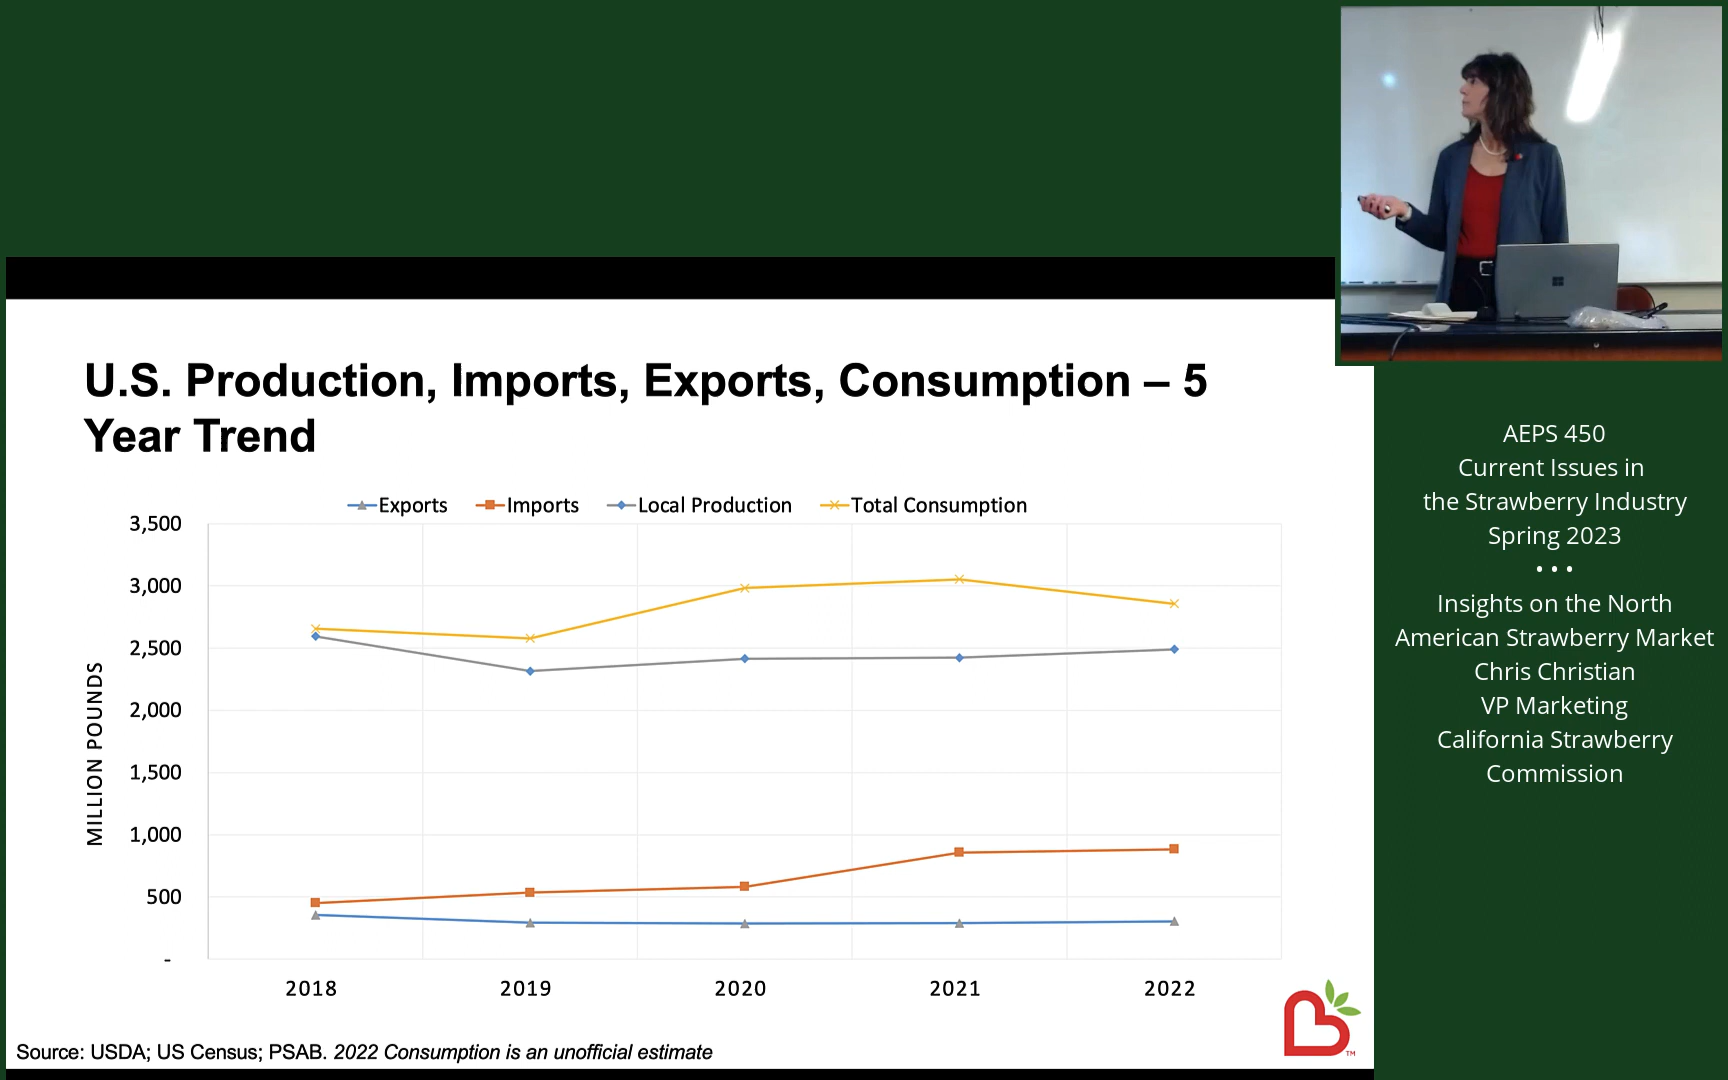 U.S. Production, Imports, Exports, Consumption – 5
Year Trend
Exports Imports Local Production Total Consumption
MILLION POUNDS
3,500
3,000
2,500
2,000
1,500
1,000
500
-
2018 2019 2020 2021 2022
Source: USDA; US Census; PSAB. 2022 Consumption is an unofficial estimate
TM
AEPS 450
Current Issues in
the Strawberry Industry
Spring 2023
• • •
Insights on the North
American Strawberry Market
Chris Christian
VP Marketing
California Strawberry
Commission